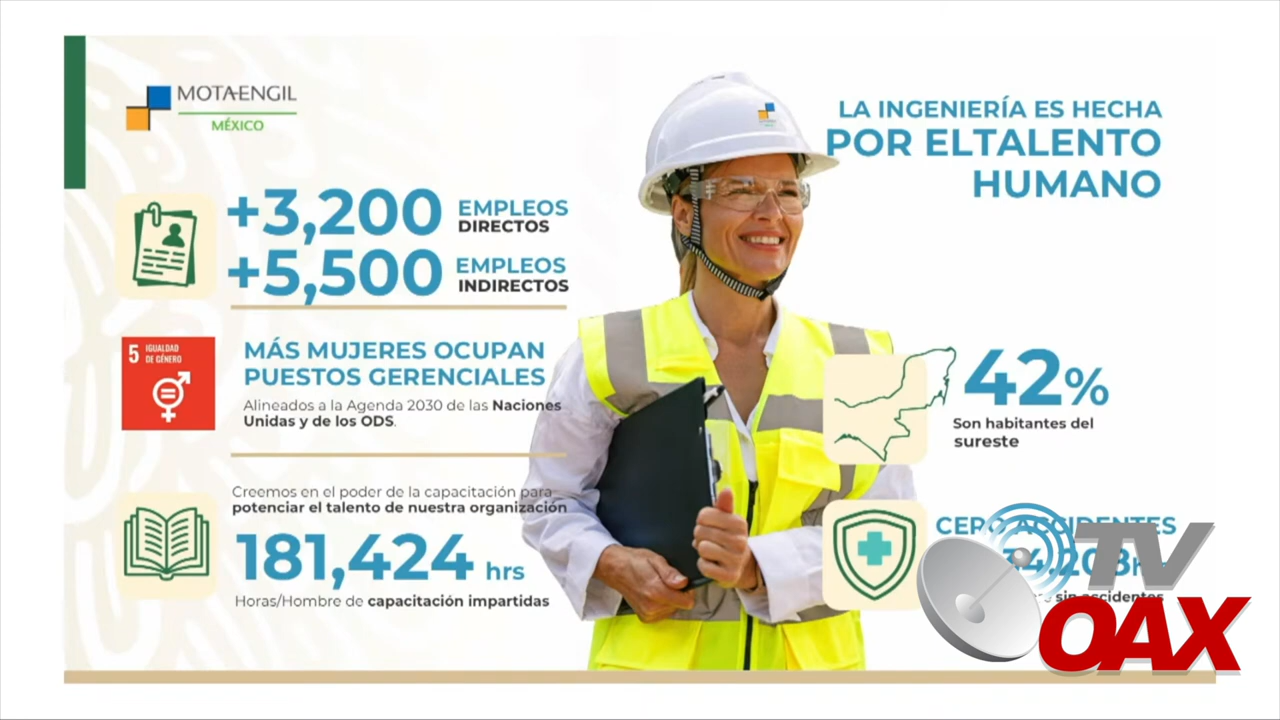 MOTA-ENGIL
MÉXICO
LA INGENIERÍA ES HECHA
POR ELTALENTO
HUMANO
+3,200 EMPLEOS
DIRECTOS
+5,500 EMPLEOS
INDIRECTOS
5 IGUALDAD
DE GÉNERO
MÁS MUJERES OCUPAN
PUESTOS GERENCIALES
Alineados a la Agenda 2030 de las Naciones
Unidas y de los ODS.
Creemos en el poder de la capacitación para
potenciar el talento de nuestra organización
181,424 hrs
Horas/Hombre de capacitación impartidas
42%
Son habitantes del
sureste
CERO ACCIDENTES
sin accidentes
TV
OAX